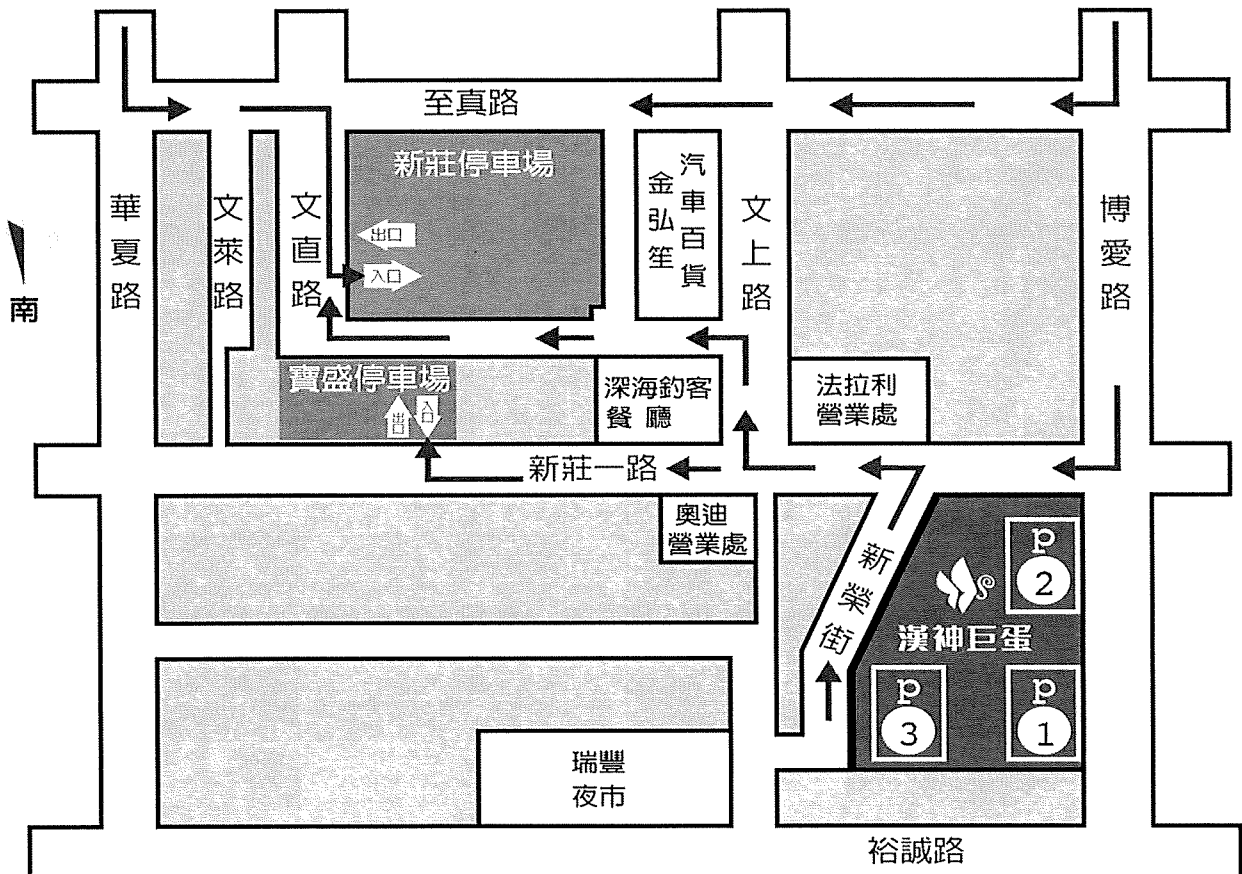 至真路
新莊停車場
出口
入口
汽車百貨
金弘笙
華夏路
文萊路
文直路
文上路
博愛路
南
寶盛停車場
出口
入口
深海釣客
餐廳
法拉利
營業處
新莊一路
奧迪
營業處
新榮街
p
2
漢神巨蛋
p
3
p
1
瑞豐
夜市
裕誠路